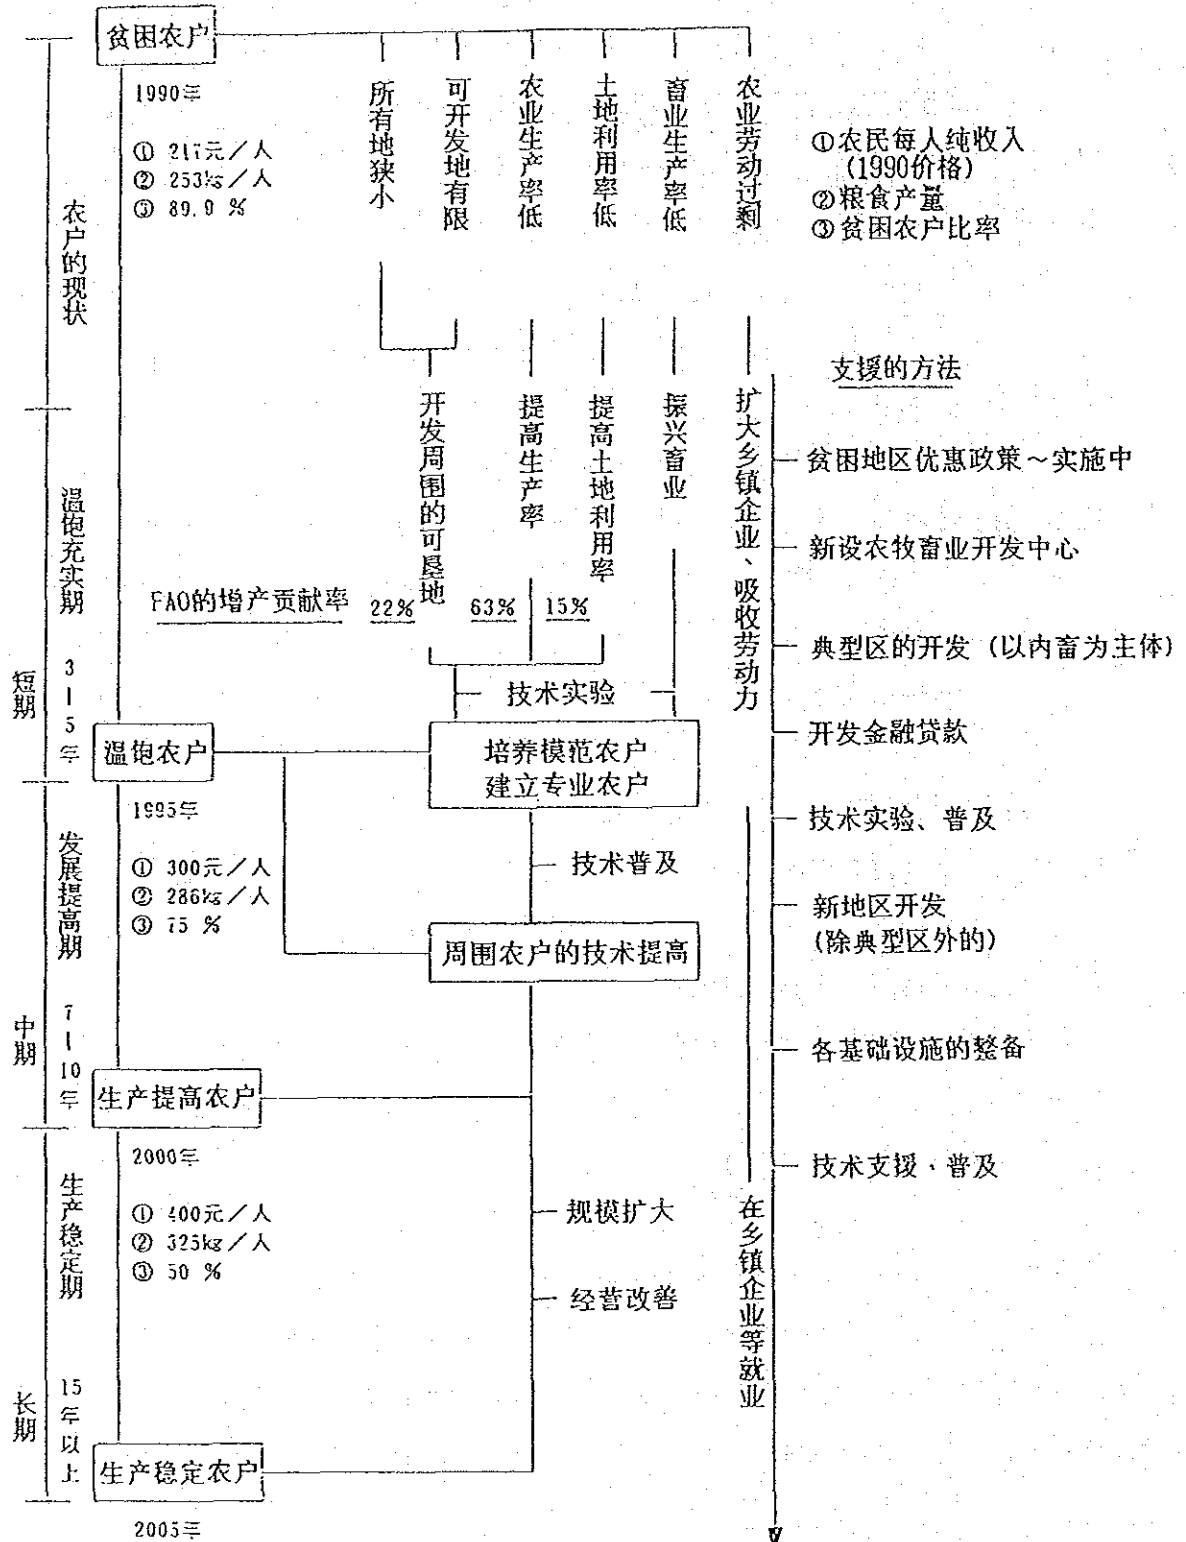 贫困农户
1990年
① 217元/人
② 253kg/人
③ 89.9 %
农户的现状
所有地狭小
可开发地有限
农业生产率低
土地利用率低
畜业生产率低
农业劳动过剩
①农民每人纯收入
(1990价格)
②粮食产量
③贫困农户比率
支援的方法
开发周围的可垦地
提高生产率
提高土地利用率
振兴畜业
扩大乡镇企业、吸收劳动力
贫困地区优惠政策~实施中
新设农牧畜业开发中心
典型区的开发 (以内畜为主体)
开发金融贷款
技术实验、普及
新地区开发
(除典型区外的)
各基础设施的整备
技术支援、普及
温饱充实期
FAO的增产贡献率
22%
63%
15%
短期
3|5年
技术实验
温饱农户
培养模范农户
建立专业农户
1995年
① 300元/人
② 286kg/人
③ 75 %
发展提高期
技术普及
周围农户的技术提高
中期
7|10年
生产提高农户
2000年
① 400元/人
② 325kg/人
③ 50 %
生产稳定期
规模扩大
经营改善
在乡镇企业等就业
长期
15年以上
生产稳定农户
2005年